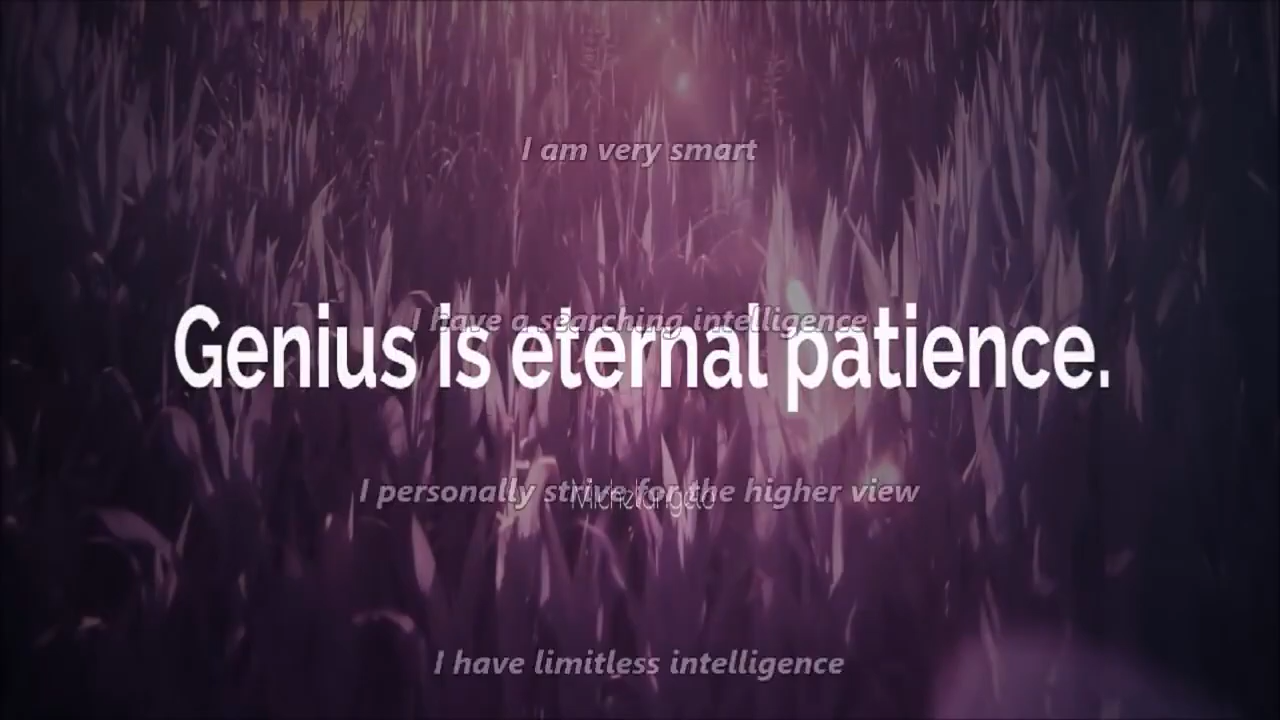 I am very smart
I have a searching intelligence
Genius is eternal patience.
I personally strive for the higher view
Michelangelo
I have limitless intelligence